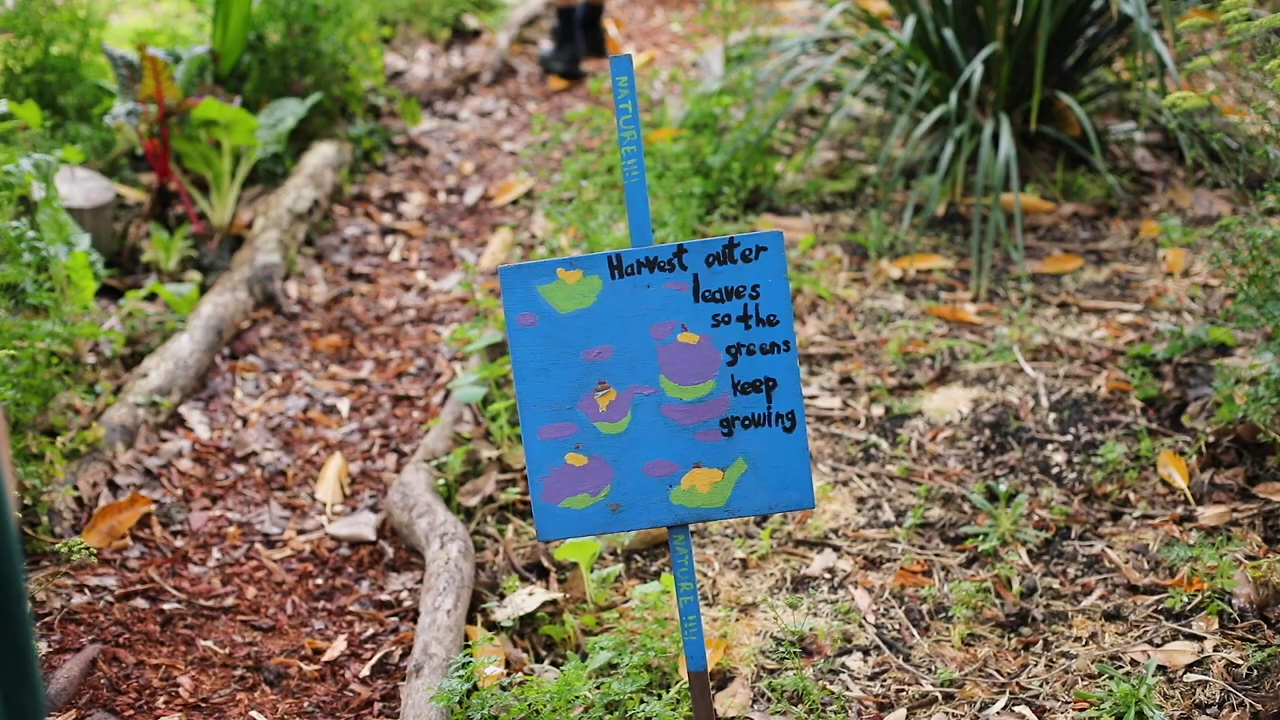 NATURE!!!
Harvest outer
leaves
so the
greens
keep
growing
NATURE !!!!